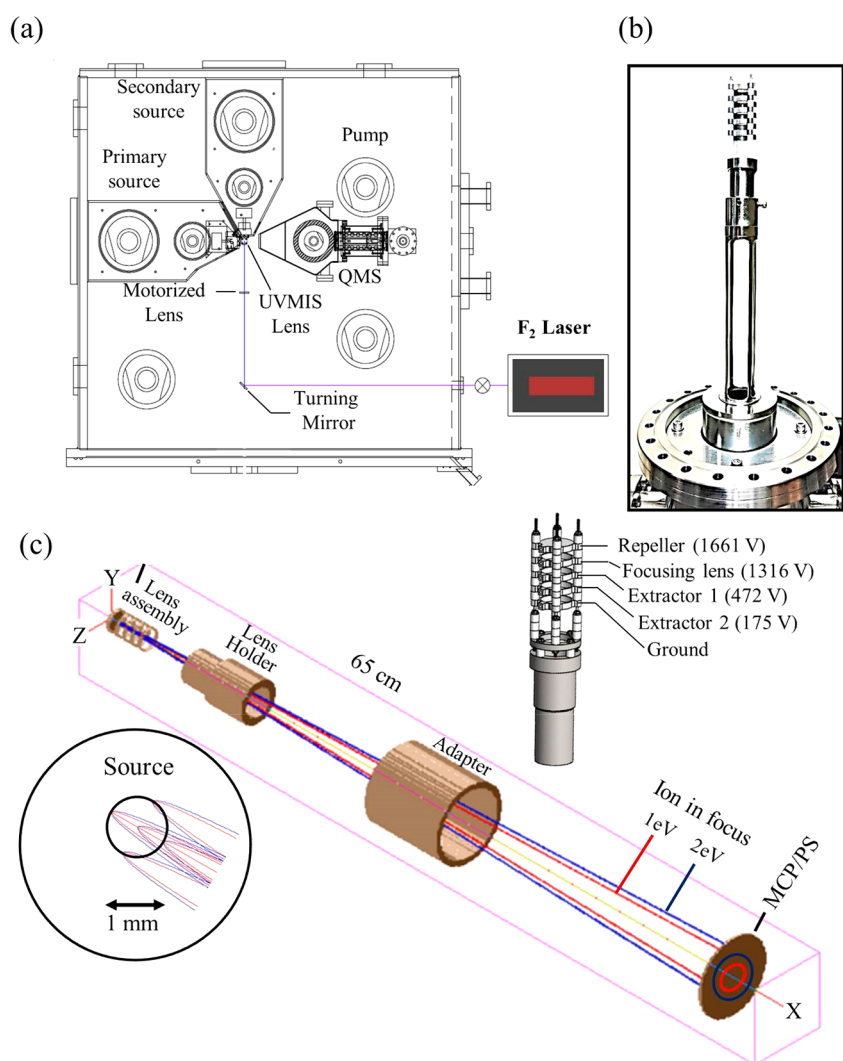 (a)
Secondary
source
Primary
source
Pump
Motorized
Lens
UVMIS
Lens
QMS
F₂ Laser
Turning
Mirror
(b)
(c)
Repeller (1661 V)
Focusing lens (1316 V)
Extractor 1 (472 V)
Extractor 2 (175 V)
Ground
Y
Z
Lens
assembly
Lens
Holder
65 cm
Adapter
Source
1 mm
Ion in focus
1eV
2eV
MCP/PS
X